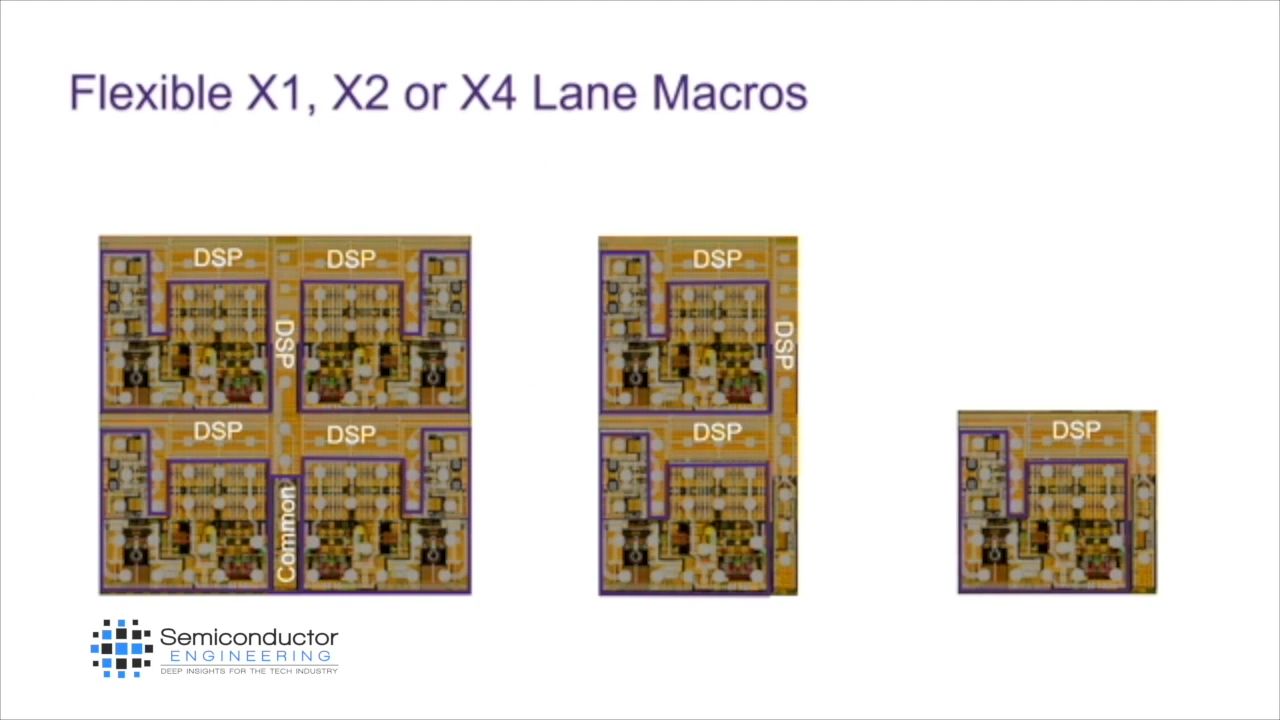 Flexible X1, X2 or X4 Lane Macros
DSP
DSP
DSP
DSP
DSP
Common
DSP
DSP
DSP
DSP
Semiconductor
ENGINEERING
DEEP INSIGHTS FOR THE TECH INDUSTRY